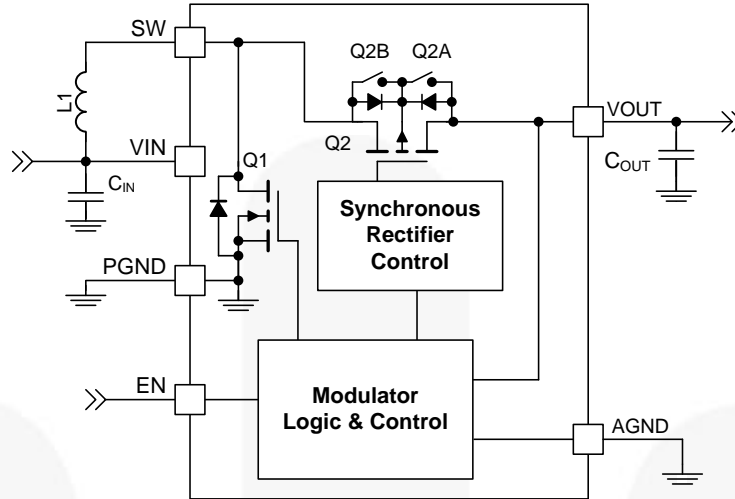 SW
Q2B Q2A
L1
VOUT
VIN
Q1
Q2
CIN
COUT
Synchronous
Rectifier
Control
PGND
EN
Modulator
Logic & Control
AGND